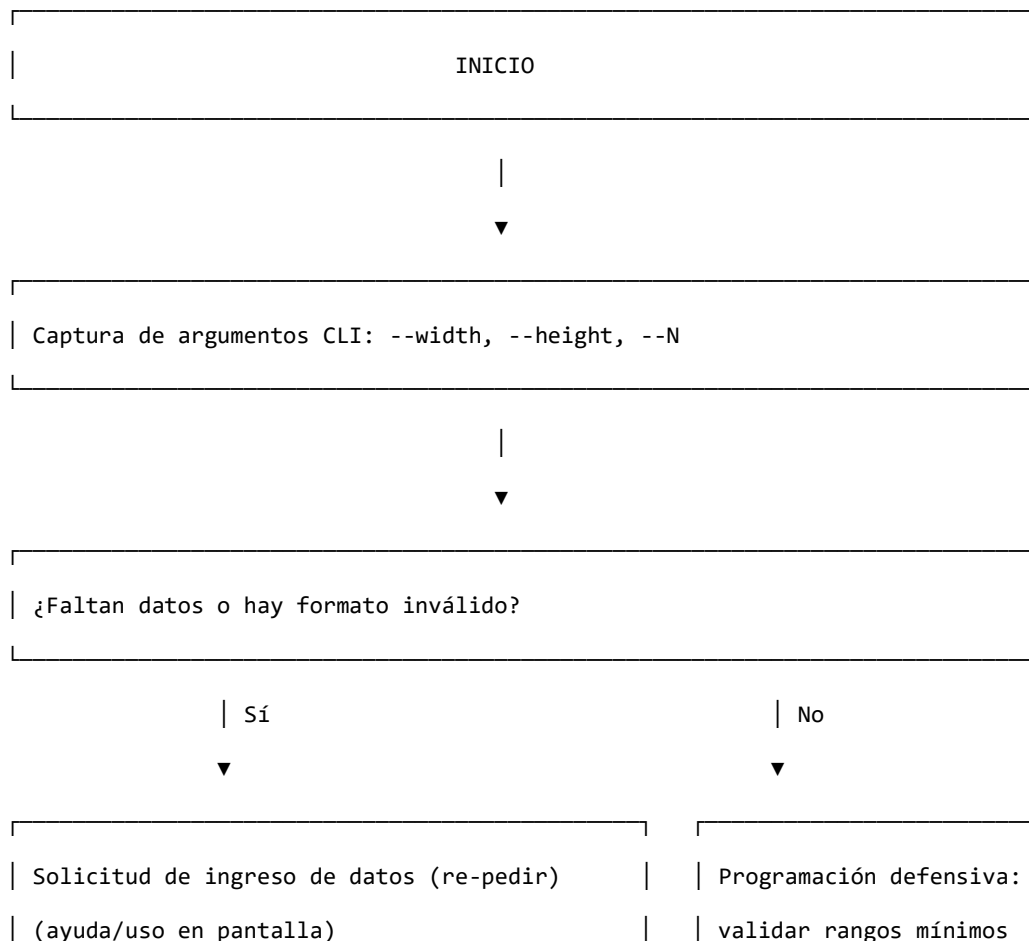 INICIO
Captura de argumentos CLI: --width, --height, --N
¿Faltan datos o hay formato inválido?
Sí
No
Solicitud de ingreso de datos (re-pedir)
(ayuda/uso en pantalla)
Programación defensiva:
validar rangos mínimos